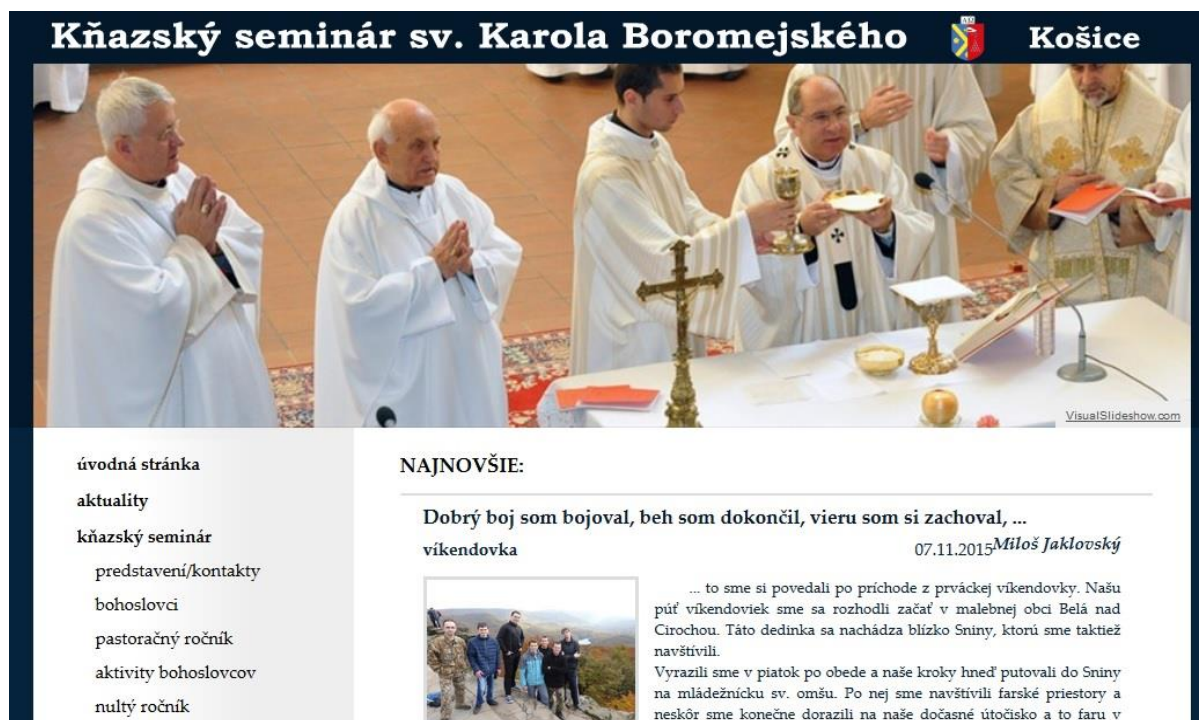 Kňazský seminár sv. Karola Boromejského Košice
VisualSlideshow.com
úvodná stránka
aktuality
kňazský seminár
predstavení/kontakty
bohoslovci
pastoračný ročník
aktivity bohoslovcov
nultý ročník
NAJNOVŠIE:
Dobrý boj som bojoval, beh som dokončil, vieru som si zachoval, ...
víkendovka 07.11.2015 Miloš Jaklovský
... to sme si povedali po príchode z prváckej víkendovky. Našu
púť víkendoviek sme sa rozhodli začať v malebnej obci Belá nad
Cirochou. Táto dedinka sa nachádza blízko Sniny, ktorú sme taktiež
navštívili.
Vyrazili sme v piatok po obede a naše kroky hneď putovali do Sniny
na mládežnícku sv. omšu. Po nej sme navštívili farské priestory a
neskôr sme konečne dorazili na naše dočasné útočisko a to faru v